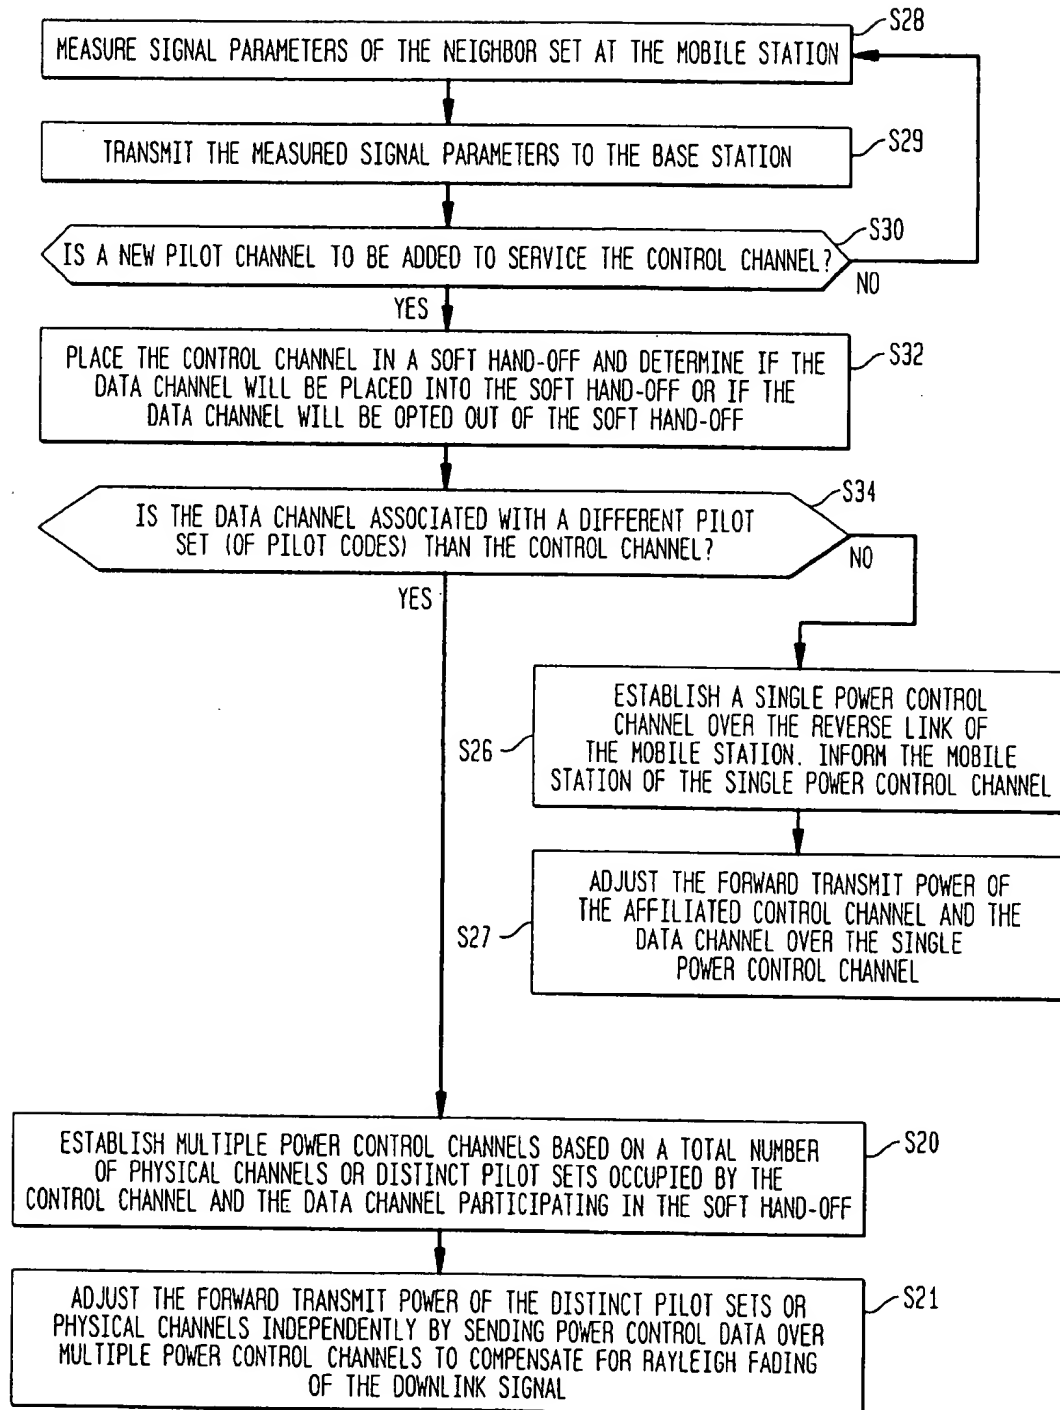 S28
MEASURE SIGNAL PARAMETERS OF THE NEIGHBOR SET AT THE MOBILE STATION
TRANSMIT THE MEASURED SIGNAL PARAMETERS TO THE BASE STATION
S29
IS A NEW PILOT CHANNEL TO BE ADDED TO SERVICE THE CONTROL CHANNEL?
S30
NO
YES
PLACE THE CONTROL CHANNEL IN A SOFT HAND-OFF AND DETERMINE IF THE
DATA CHANNEL WILL BE PLACED INTO THE SOFT HAND-OFF OR IF THE
DATA CHANNEL WILL BE OPTED OUT OF THE SOFT HAND-OFF
S32
IS THE DATA CHANNEL ASSOCIATED WITH A DIFFERENT PILOT
SET (OF PILOT CODES) THAN THE CONTROL CHANNEL?
S34
NO
YES
ESTABLISH A SINGLE POWER CONTROL
CHANNEL OVER THE REVERSE LINK OF
THE MOBILE STATION. INFORM THE MOBILE
STATION OF THE SINGLE POWER CONTROL CHANNEL
S26
ADJUST THE FORWARD TRANSMIT POWER OF
THE AFFILIATED CONTROL CHANNEL AND THE
DATA CHANNEL OVER THE SINGLE
POWER CONTROL CHANNEL
S27
ESTABLISH MULTIPLE POWER CONTROL CHANNELS BASED ON A TOTAL NUMBER
OF PHYSICAL CHANNELS OR DISTINCT PILOT SETS OCCUPIED BY THE
CONTROL CHANNEL AND THE DATA CHANNEL PARTICIPATING IN THE SOFT HAND-OFF
S20
ADJUST THE FORWARD TRANSMIT POWER OF THE DISTINCT PILOT SETS OR
PHYSICAL CHANNELS INDEPENDENTLY BY SENDING POWER CONTROL DATA OVER
MULTIPLE POWER CONTROL CHANNELS TO COMPENSATE FOR RAYLEIGH FADING
OF THE DOWNLINK SIGNAL
S21